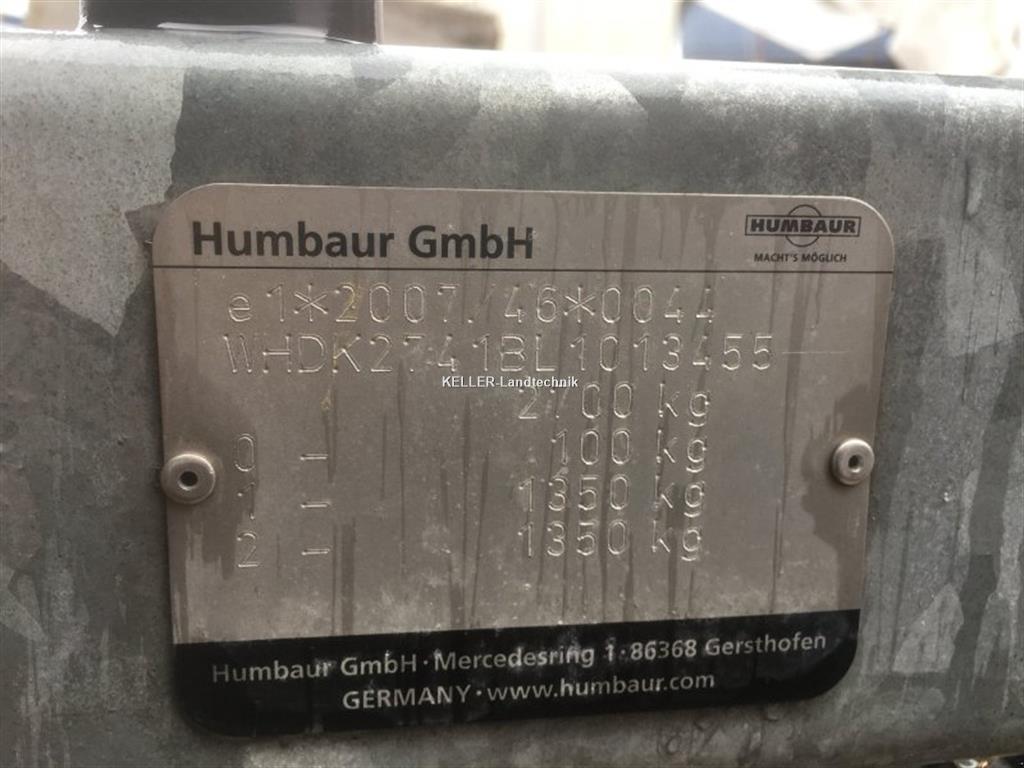 Humbaur GmbH
HUMBAUR
MACHT'S MÖGLICH
e1*2007/46*0044
WHDK2741BL1013455
KELLER-Landtechnik
2700 kg
0 - 100 kg
1 - 1350 kg
2 - 1350 kg
Humbaur GmbH · Mercedesring 1 · 86368 Gersthofen
GERMANY · www.humbaur.com